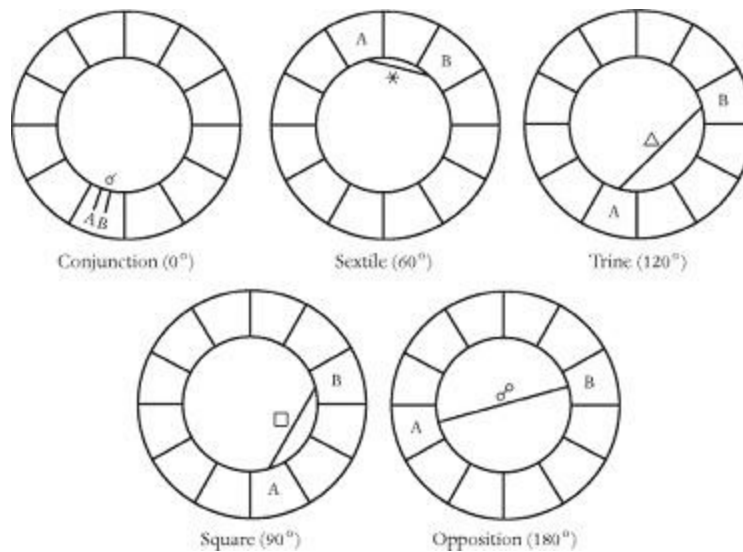 A
B
A B
Conjunction (0°)
A
B
Sextile (60°)
B
A
Trine (120°)
B
A
Square (90°)
B
A
Opposition (180°)